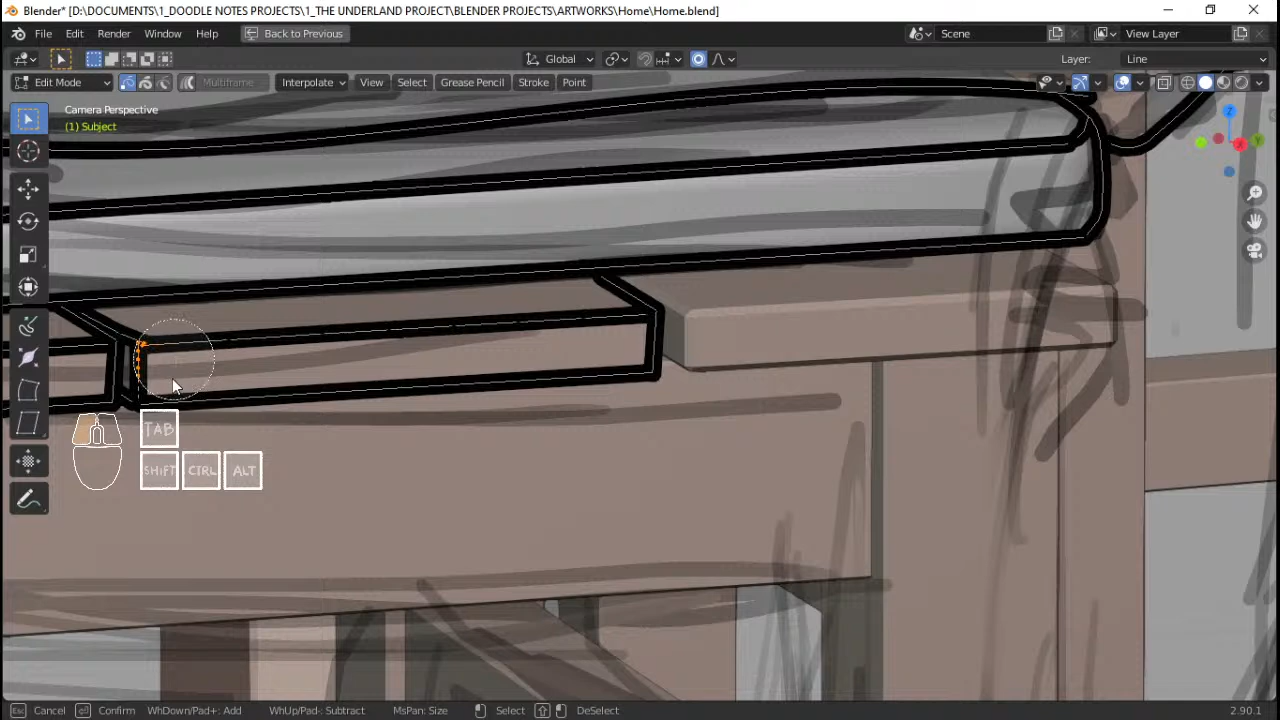 Blender* [D:\DOCUMENTS\1_DOODLE NOTES PROJECTS\1_THE UNDERLAND PROJECT\BLENDER PROJECTS\ARTWORKS\Home\Home.blend]
File Edit Render Window Help Back to Previous Scene View Layer
Global Layer: Line
Edit Mode Multiframe Interpolate View Select Grease Pencil Stroke Point
Camera Perspective
(1) Subject
Z
X
Y
TAB
SHIFT CTRL ALT
Esc Cancel Confirm WhDown/Pad+: Add WhUp/Pad-: Subtract MsPan: Size Select DeSelect 2.90.1